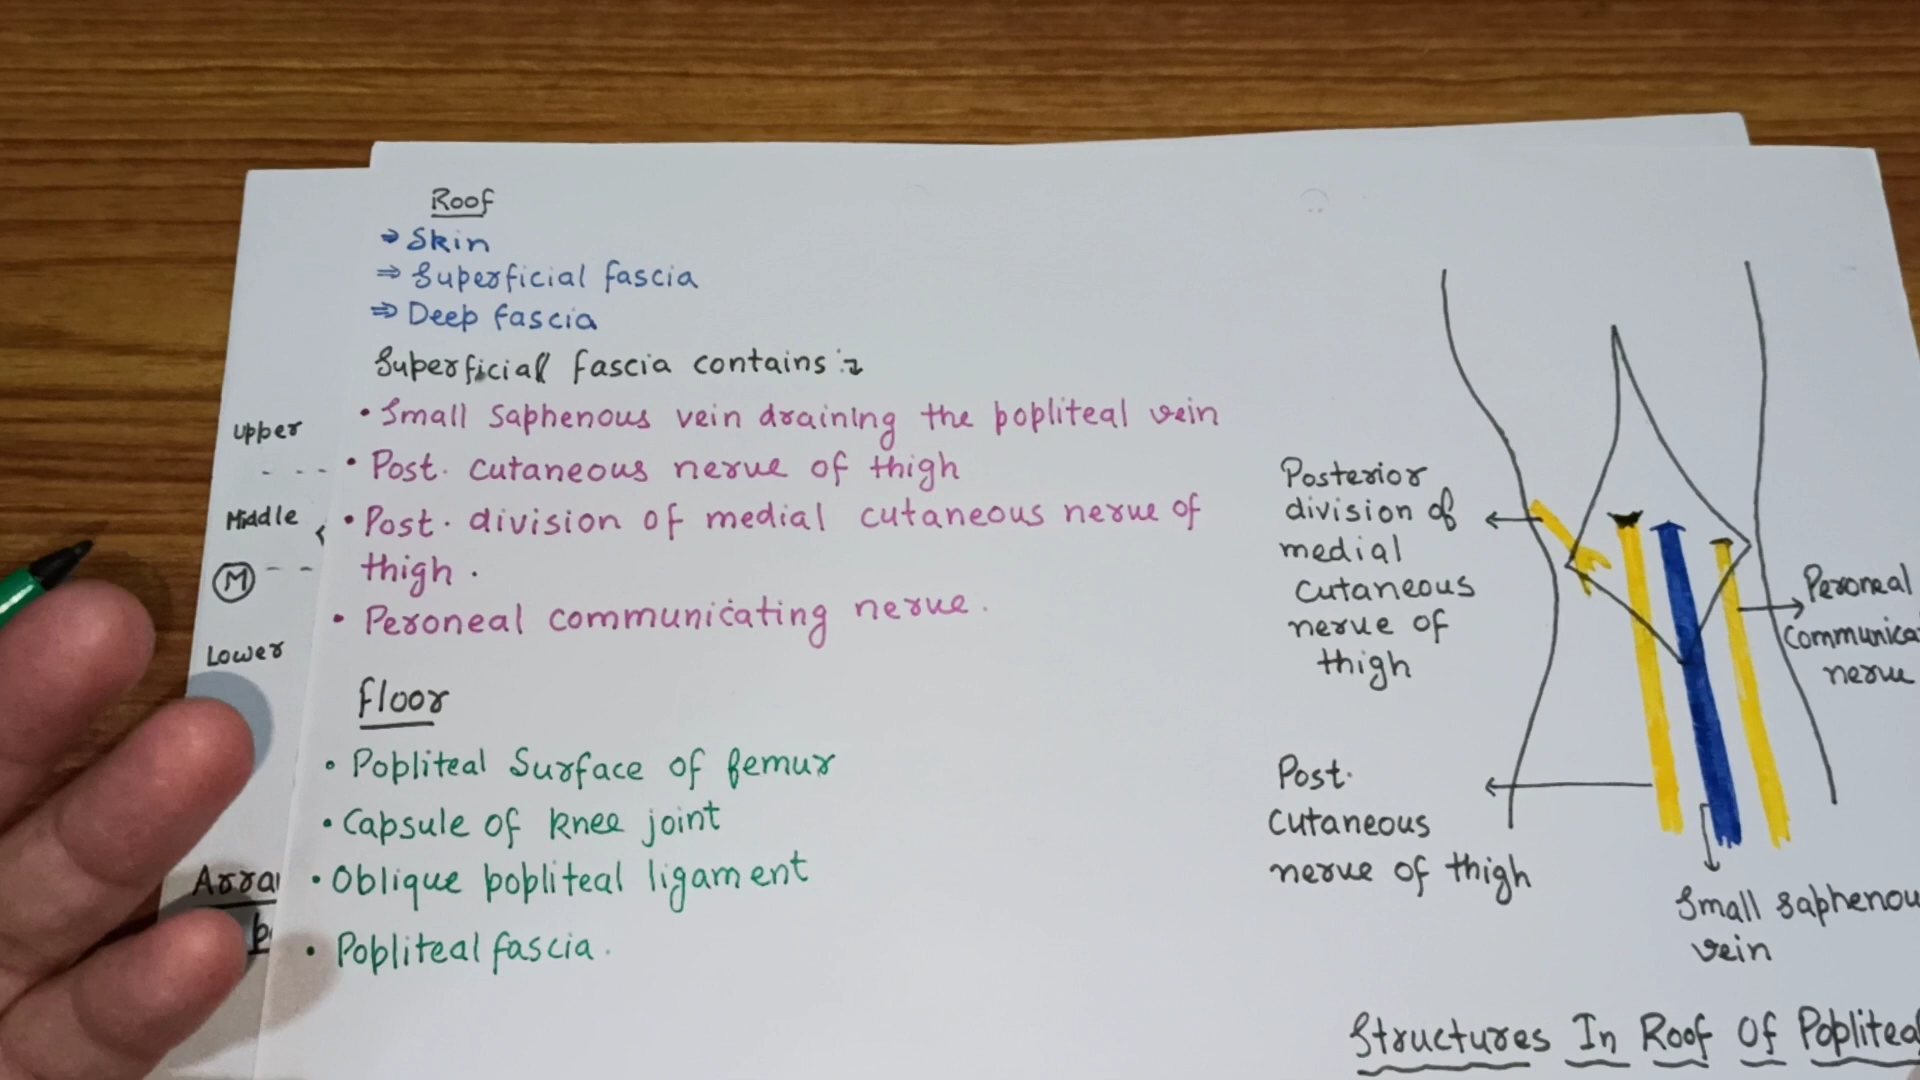 Roof
⇒ Skin
⇒ Superficial fascia
⇒ Deep fascia
Superficial fascia contains :-
• Small Saphenous vein draining the popliteal vein
• Post. cutaneous nerve of thigh
• Post. division of medial cutaneous nerve of
thigh.
• Peroneal communicating nerve.
Floor
• Popliteal Surface of femur
• Capsule of knee joint
• Oblique popliteal ligament
• Popliteal fascia.
Upper
Middle
M
Lower
Posterior
division of
medial
cutaneous
nerve of
thigh
Post.
cutaneous
nerve of thigh
Peroneal
nerve
Small
vein
Structures In Roof Of